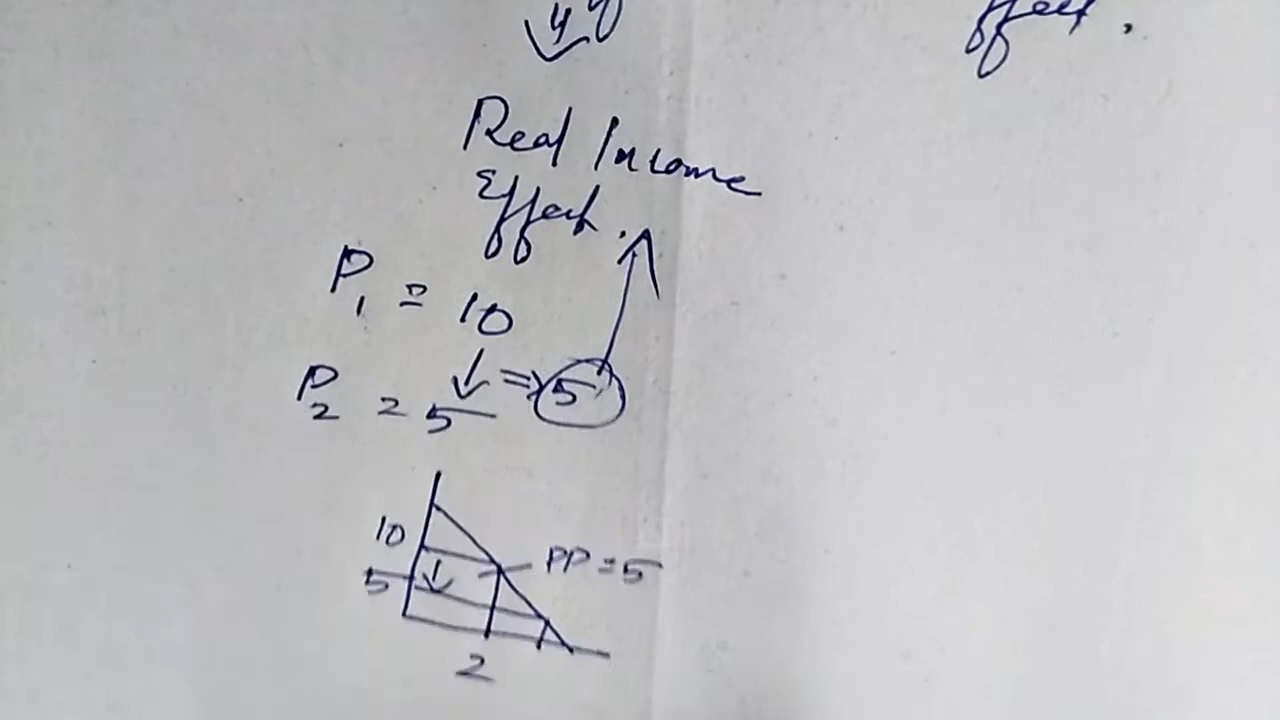 Real Income
Effect.
P1 = 10
P2 = 5 => 5
10
5
PP = 5
2